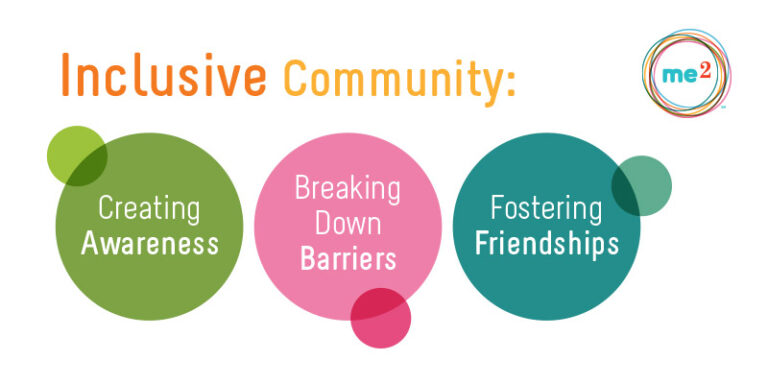 Inclusive Community:
me²
Creating
Awareness
Breaking
Down
Barriers
Fostering
Friendships